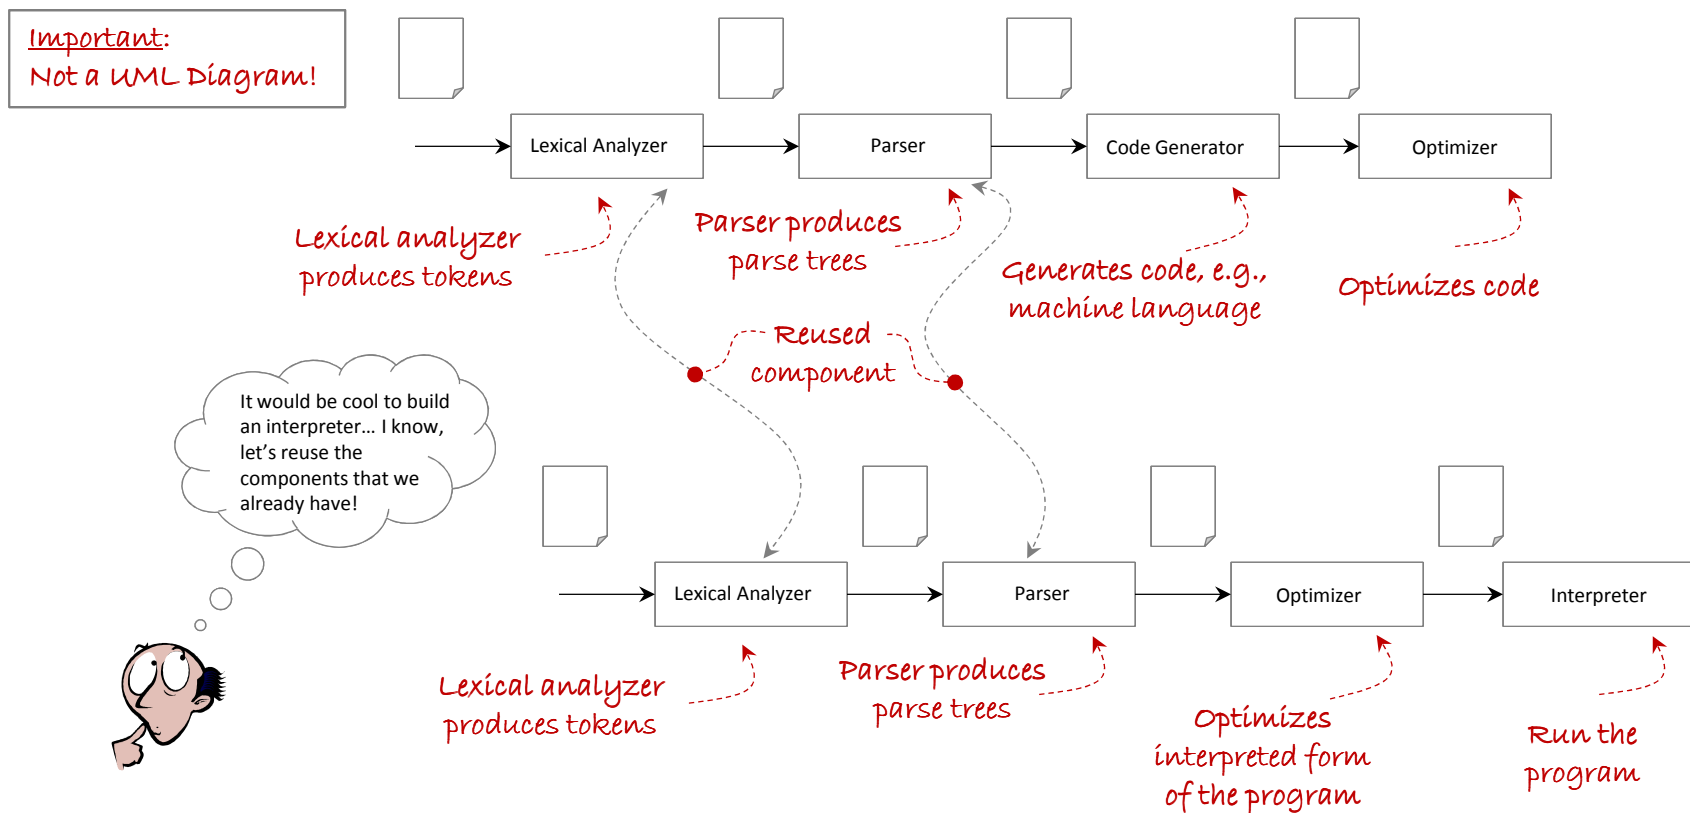 Important:
Not a UML Diagram!
Lexical Analyzer
Parser
Code Generator
Optimizer
Lexical analyzer
produces tokens
Parser produces
parse trees
Generates code, e.g.,
machine language
Optimizes code
Reused
component
It would be cool to build
an interpreter... I know,
let's reuse the
components that we
already have!
Lexical Analyzer
Parser
Optimizer
Interpreter
Lexical analyzer
produces tokens
Parser produces
parse trees
Optimizes
interpreted form
of the program
Run the
program